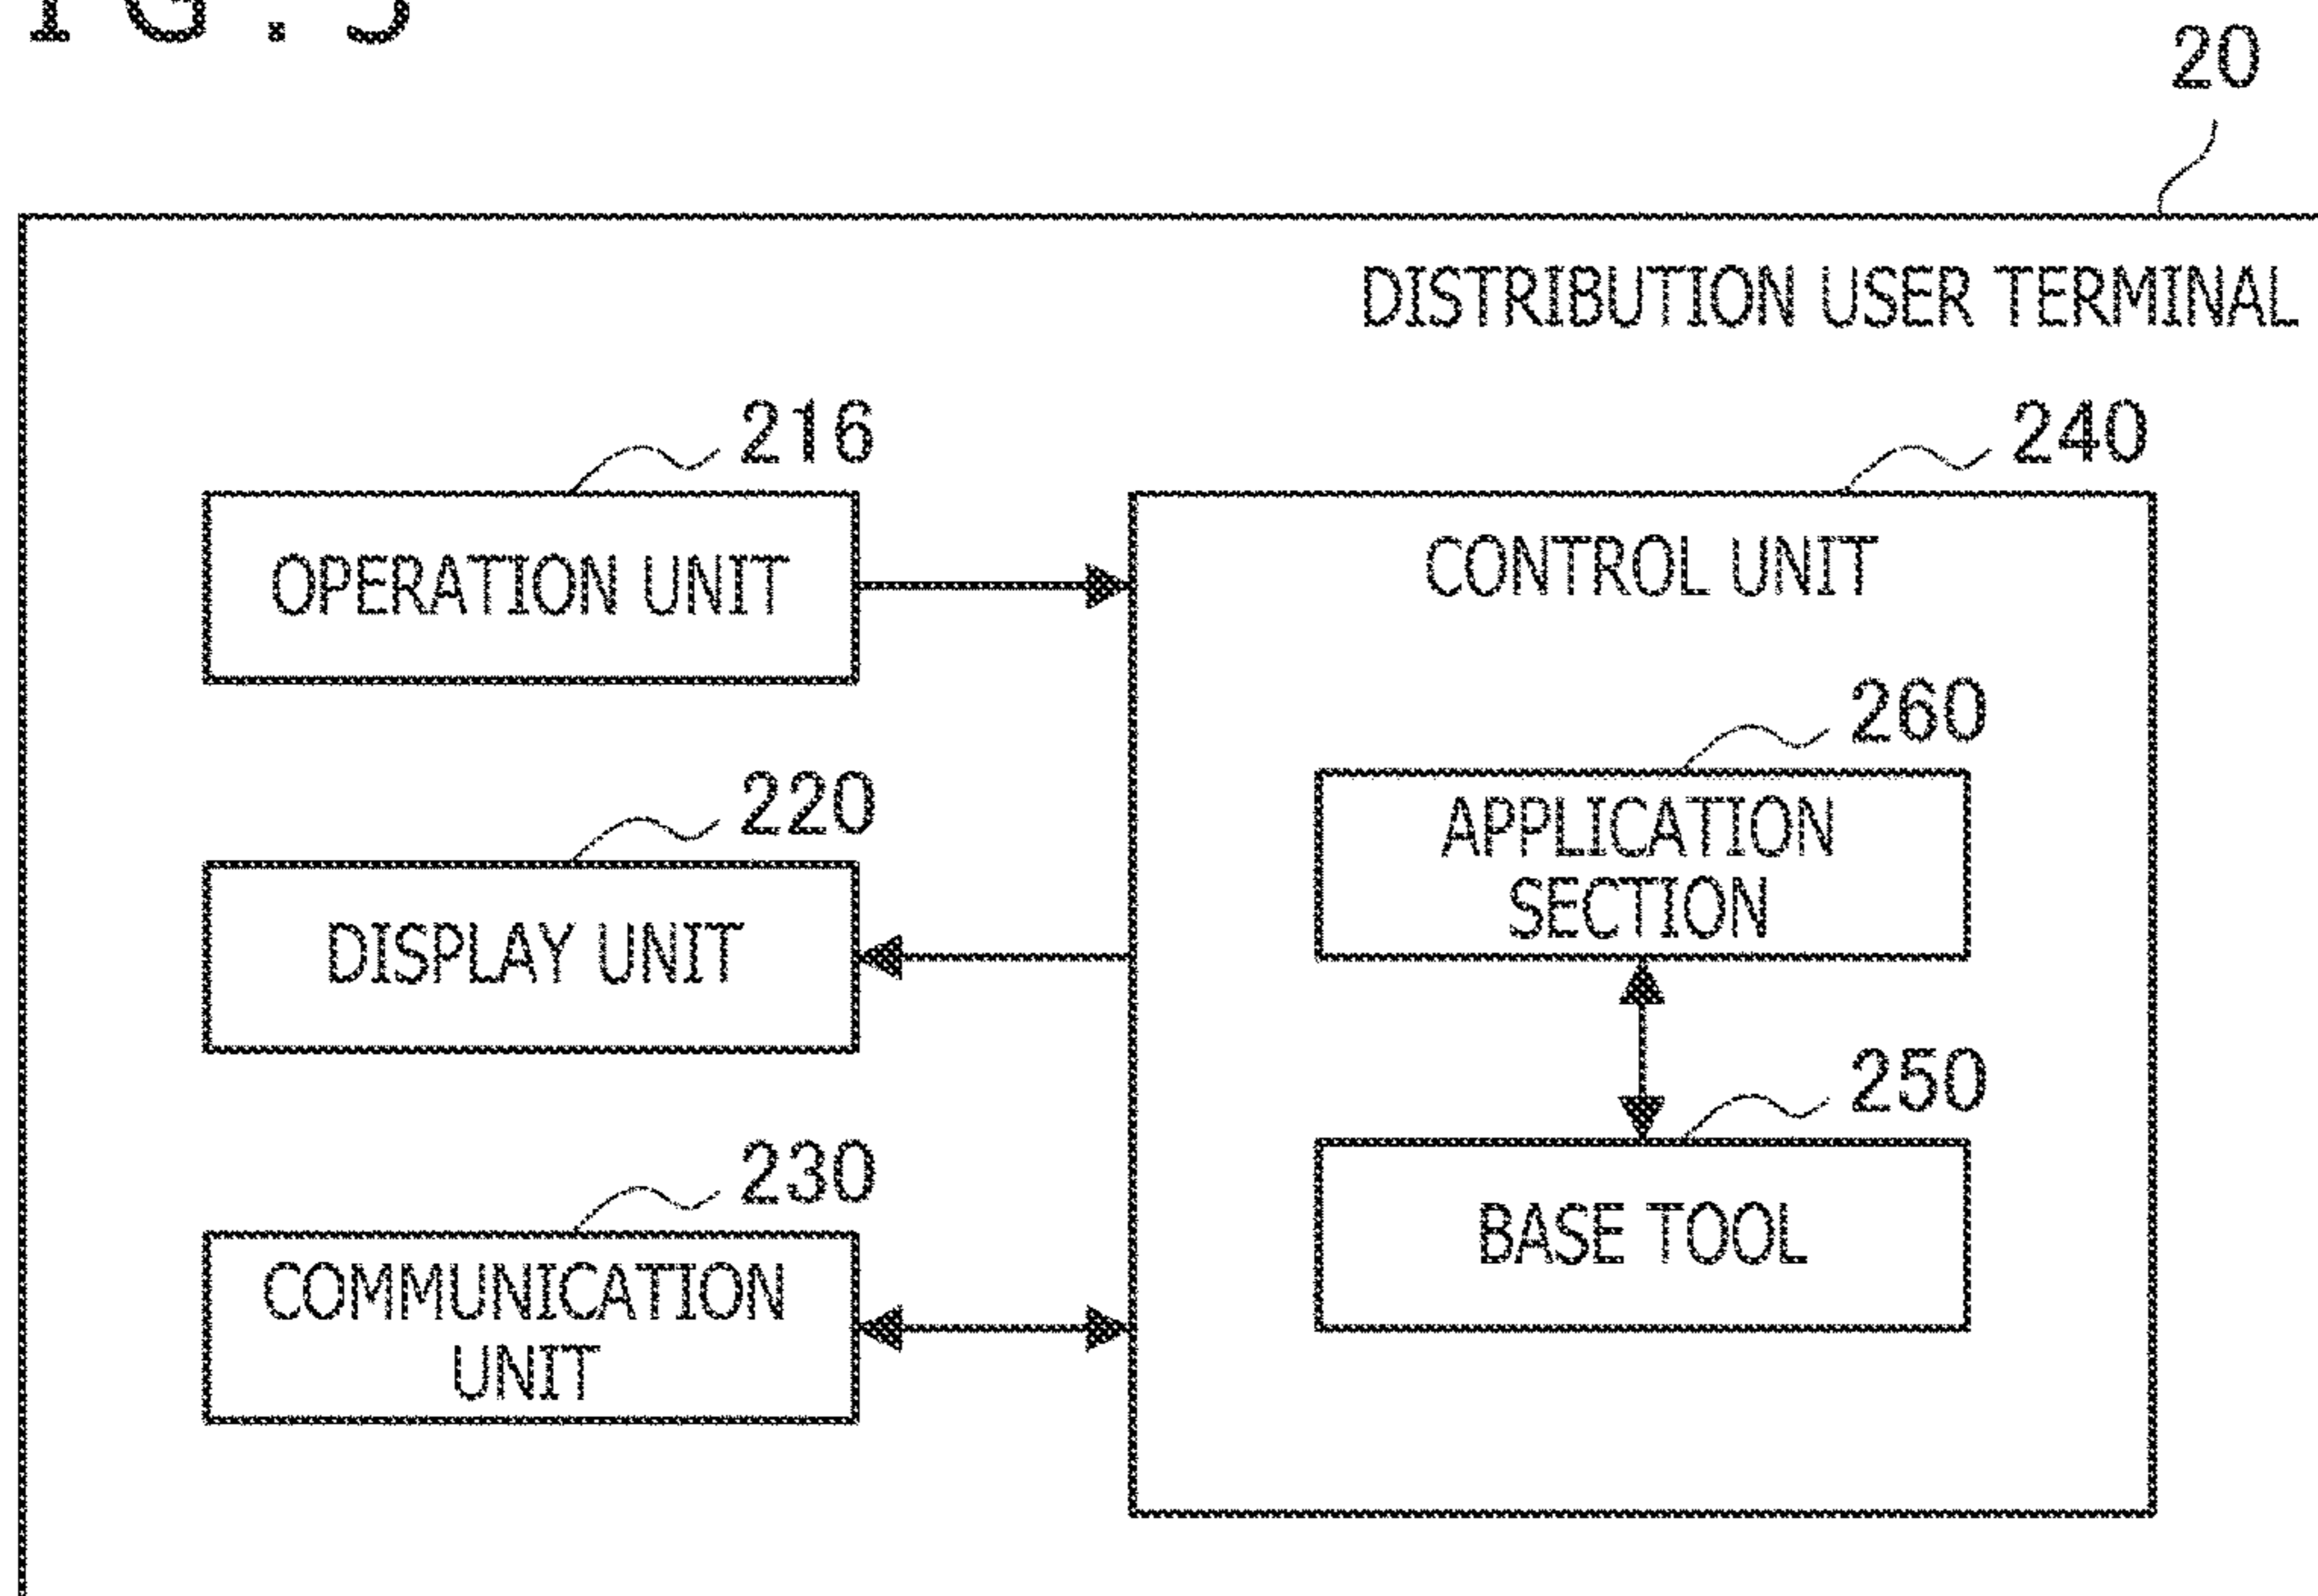 20
DISTRIBUTION USER TERMINAL
216
OPERATION UNIT
240
CONTROL UNIT
260
APPLICATION
SECTION
220
DISPLAY UNIT
250
BASE TOOL
230
COMMUNICATION
UNIT